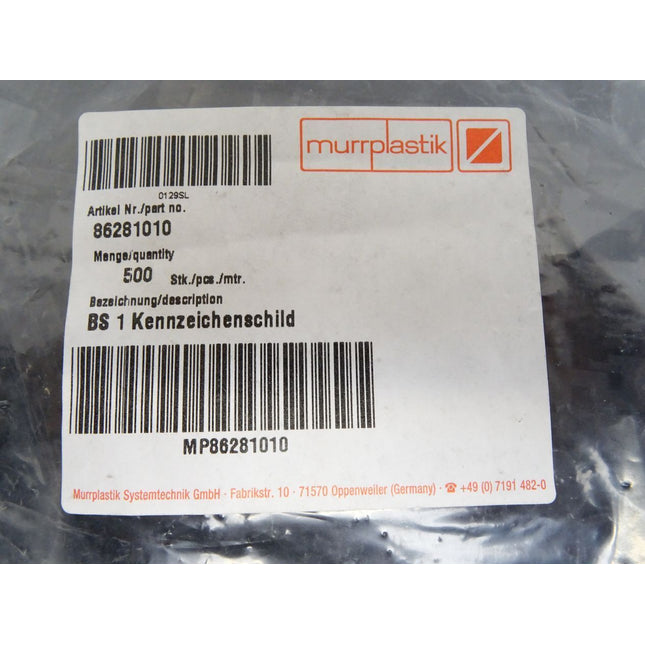 murrplastik
0129SL
Artikel Nr./part no.
86281010
Menge/quantity
500 Stk./pcs./mtr.
Bezeichnung/description
BS 1 Kennzeichenschild
MP86281010
Murrplastik Systemtechnik GmbH · Fabrikstr. 10 · 71570 Oppenweiler (Germany) · ☎ +49 (0) 7191 482-0